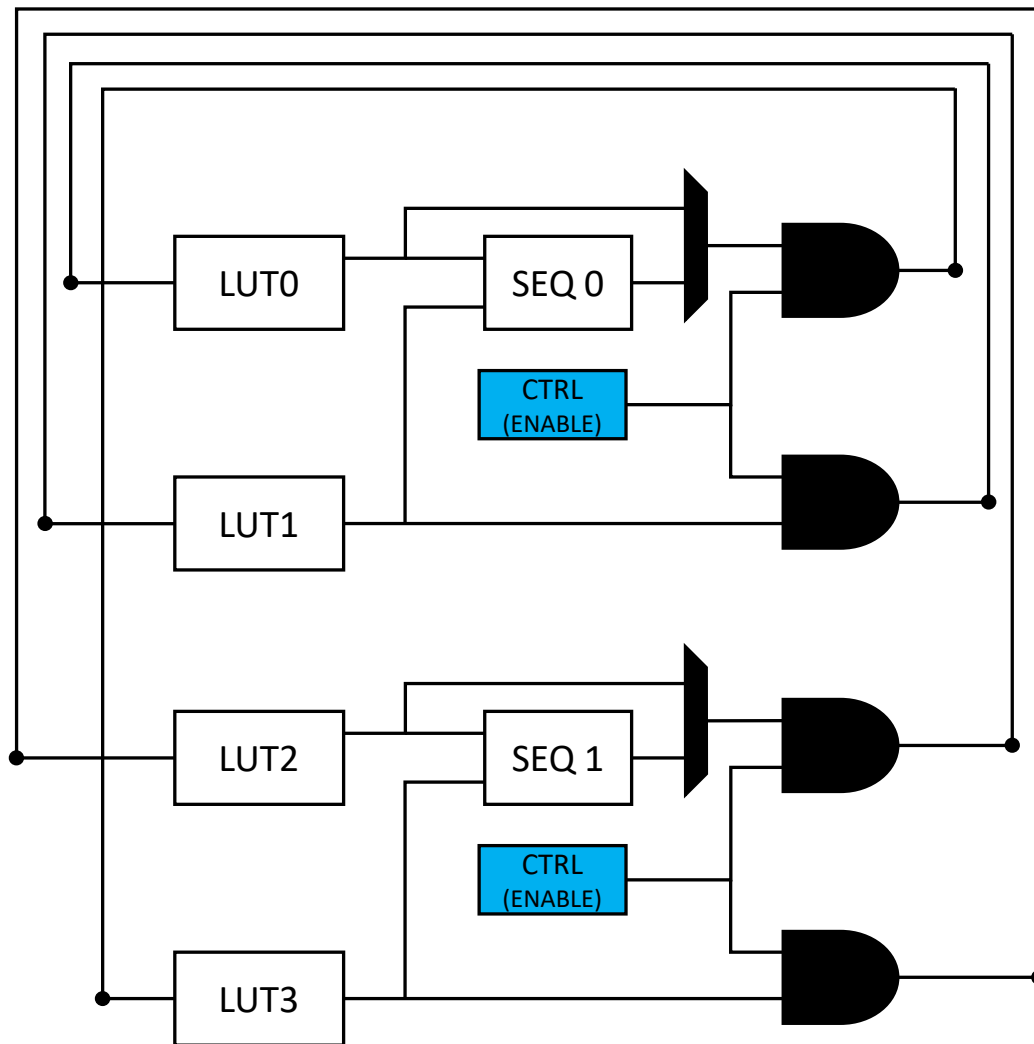 LUT0
SEQ 0
CTRL
(ENABLE)
LUT1
LUT2
SEQ 1
CTRL
(ENABLE)
LUT3